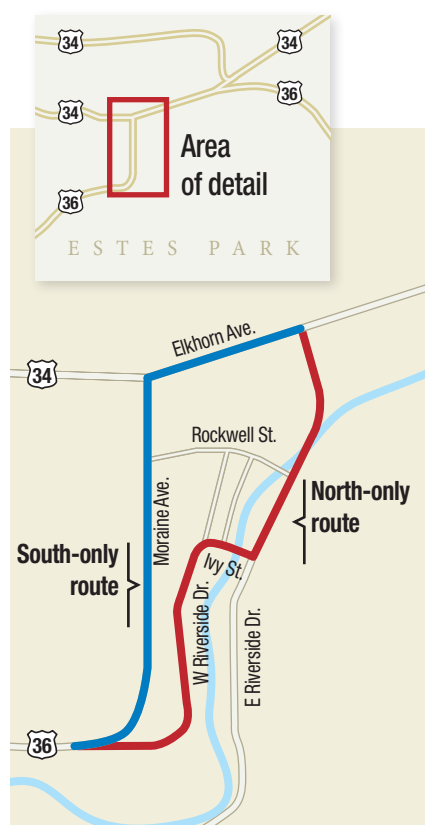 34
34
36
34
Area
of detail
36
ESTES PARK
Elkhorn Ave.
34
Rockwell St.
North-only
route
Moraine Ave.
South-only
route
Ivy St.
W Riverside Dr.
E Riverside Dr.
36